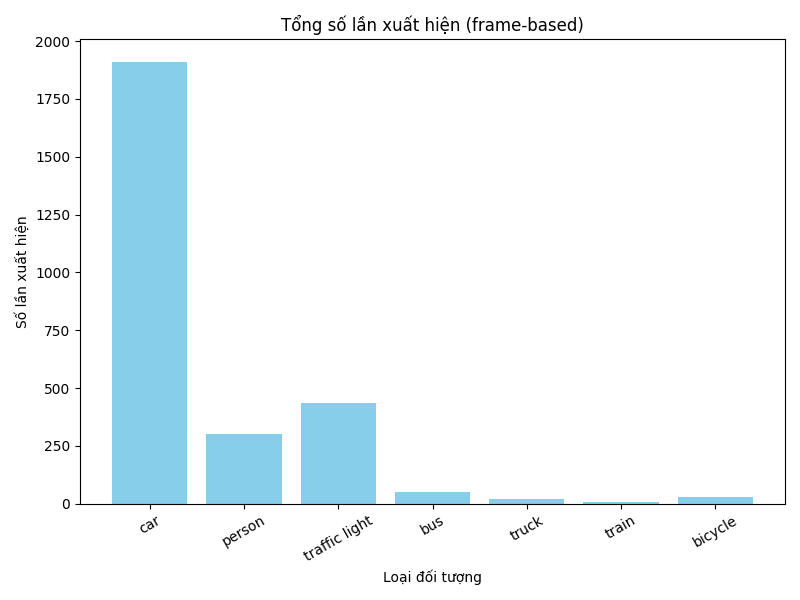 Tổng số lần xuất hiện (frame-based)
Số lần xuất hiện
2000
1750
1500
1250
1000
750
500
250
0
car
person
traffic light
bus
truck
train
bicycle
Loại đối tượng